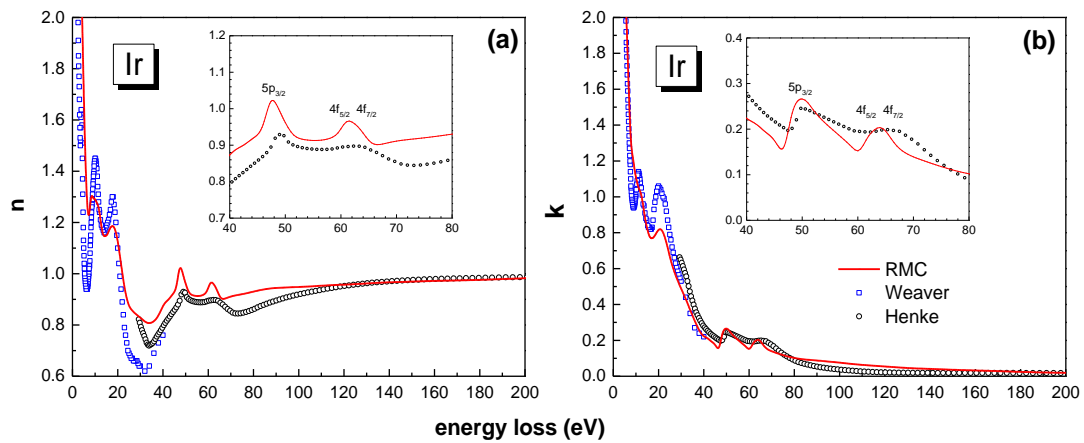 (a)
Ir
5p3/2
4f5/2 4f7/2
1.2
1.1
1.0
0.9
0.8
0.7
40 50 60 70 80
n
2.0
1.8
1.6
1.4
1.2
1.0
0.8
0.6
0 20 40 60 80 100 120 140 160 180 200
(b)
Ir
5p3/2
4f5/2 4f7/2
0.4
0.3
0.2
0.1
0.0
40 50 60 70 80
k
2.0
1.8
1.6
1.4
1.2
1.0
0.8
0.6
0.4
0.2
0.0
RMC
Weaver
Henke
0 20 40 60 80 100 120 140 160 180 200
energy loss (eV)